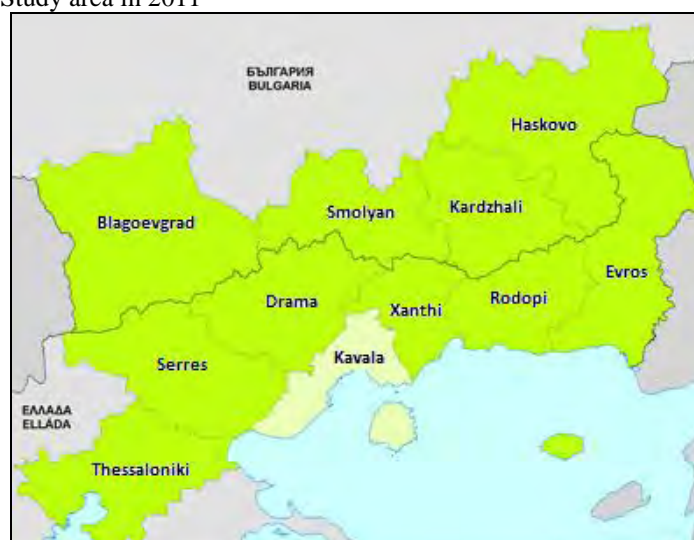 Study area in 2011
БЪЛГАРИЯ
BULGARIA
Haskovo
Smolyan
Kardzhali
Blagoevgrad
Evros
Drama
Xanthi
Rodopi
Serres
Kavala
ΕΛΛΑΔΑ
ELLÁDA
Thessaloniki